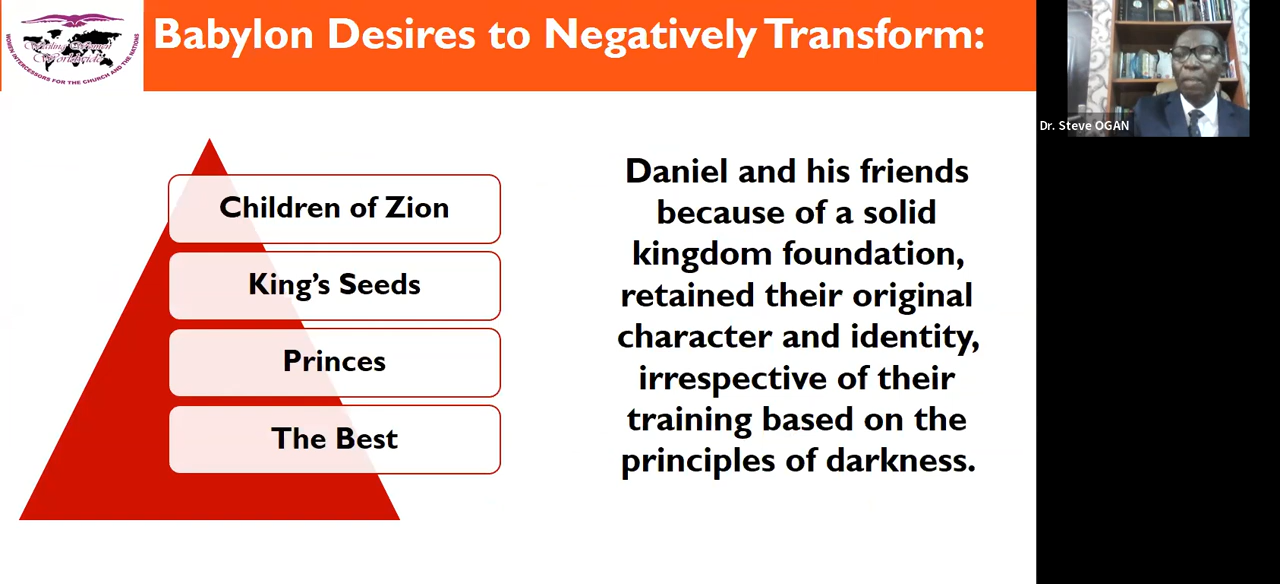 Babylon Desires to Negatively Transform:
Women
Worldwide
WOMEN INTERCESSORS FOR THE CHURCH AND THE NATIONS
Dr. Steve OGAN
Children of Zion
King's Seeds
Princes
The Best
Daniel and his friends
because of a solid
kingdom foundation,
retained their original
character and identity,
irrespective of their
training based on the
principles of darkness.